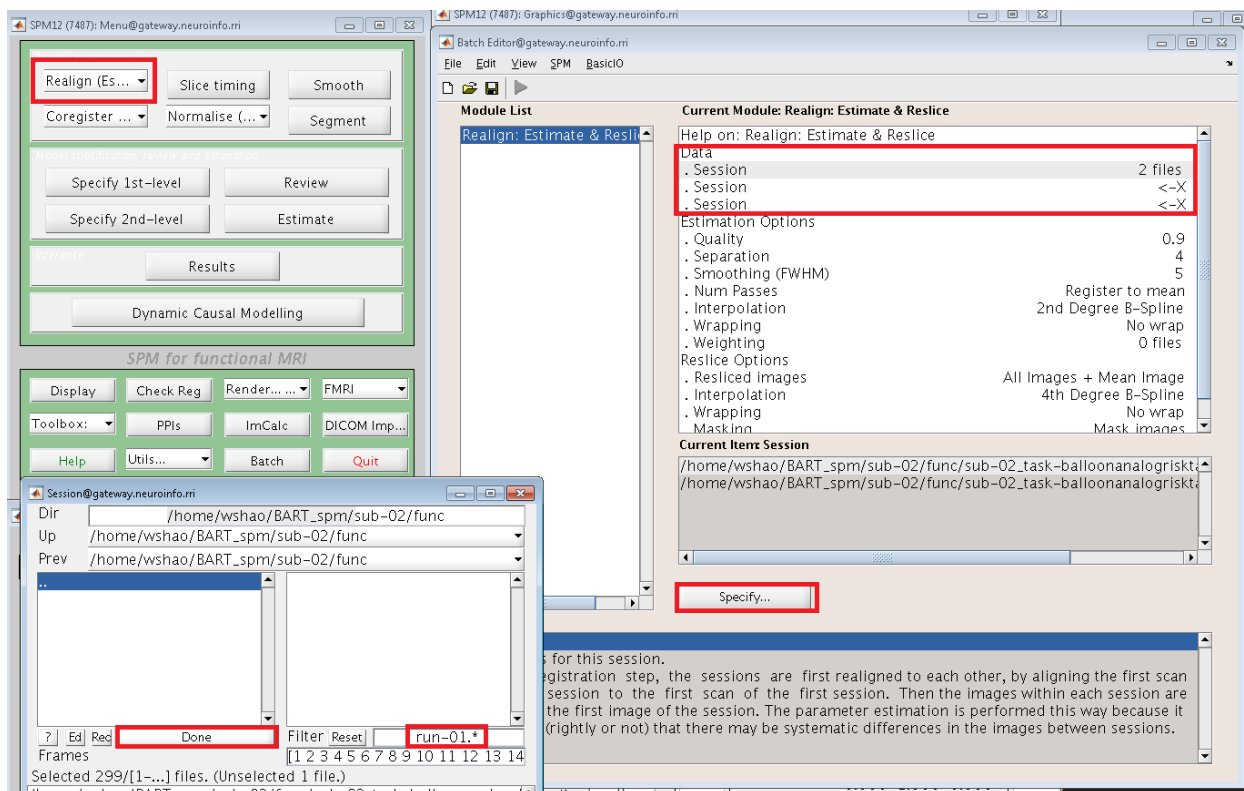 SPM12 (7487): Menu@gateway.neuroinfo.rri
Realign (Es...
Slice timing
Smooth
Coregister ...
Normalise (...
Segment
Model specification, review and estimation
Specify 1st-level
Review
Specify 2nd-level
Estimate
Inference
Results
Dynamic Causal Modelling
SPM for functional MRI
Display
Check Reg
Render... ...
FMRI
Toolbox:
PPIs
ImCalc
DICOM Imp...
Help
Utils...
Batch
Quit
SPM12 (7487): Graphics@gateway.neuroinfo.rri
Batch Editor@gateway.neuroinfo.rri
File Edit View SPM BasicIO
Module List
Realign: Estimate & Resli
Current Module: Realign: Estimate & Reslice
Help on: Realign: Estimate & Reslice
Data
. Session 2 files
. Session <-X
. Session <-X
Estimation Options
. Quality 0.9
. Separation 4
. Smoothing (FWHM) 5
. Num Passes Register to mean
. Interpolation 2nd Degree B-Spline
. Wrapping No wrap
. Weighting 0 files
Reslice Options
. Resliced images All Images + Mean Image
. Interpolation 4th Degree B-Spline
. Wrapping No wrap
. Masking Mask images
Current Item: Session
/home/wshao/BART_spm/sub-02/func/sub-02_task-balloonanalogriskta
/home/wshao/BART_spm/sub-02/func/sub-02_task-balloonanalogriskta
Specify...
s for this session.
egistration step, the sessions are first realigned to each other, by aligning the first scan
session to the first scan of the first session. Then the images within each session are
the first image of the session. The parameter estimation is performed this way because it
(rightly or not) that there may be systematic differences in the images between sessions.
Session@gateway.neuroinfo.rri
Dir /home/wshao/BART_spm/sub-02/func
Up /home/wshao/BART_spm/sub-02/func
Prev /home/wshao/BART_spm/sub-02/func
..
? Ed Rec Done Filter Reset run-01.*
Frames [1 2 3 4 5 6 7 8 9 10 11 12 13 14
Selected 299/[1-...] files. (Unselected 1 file.)